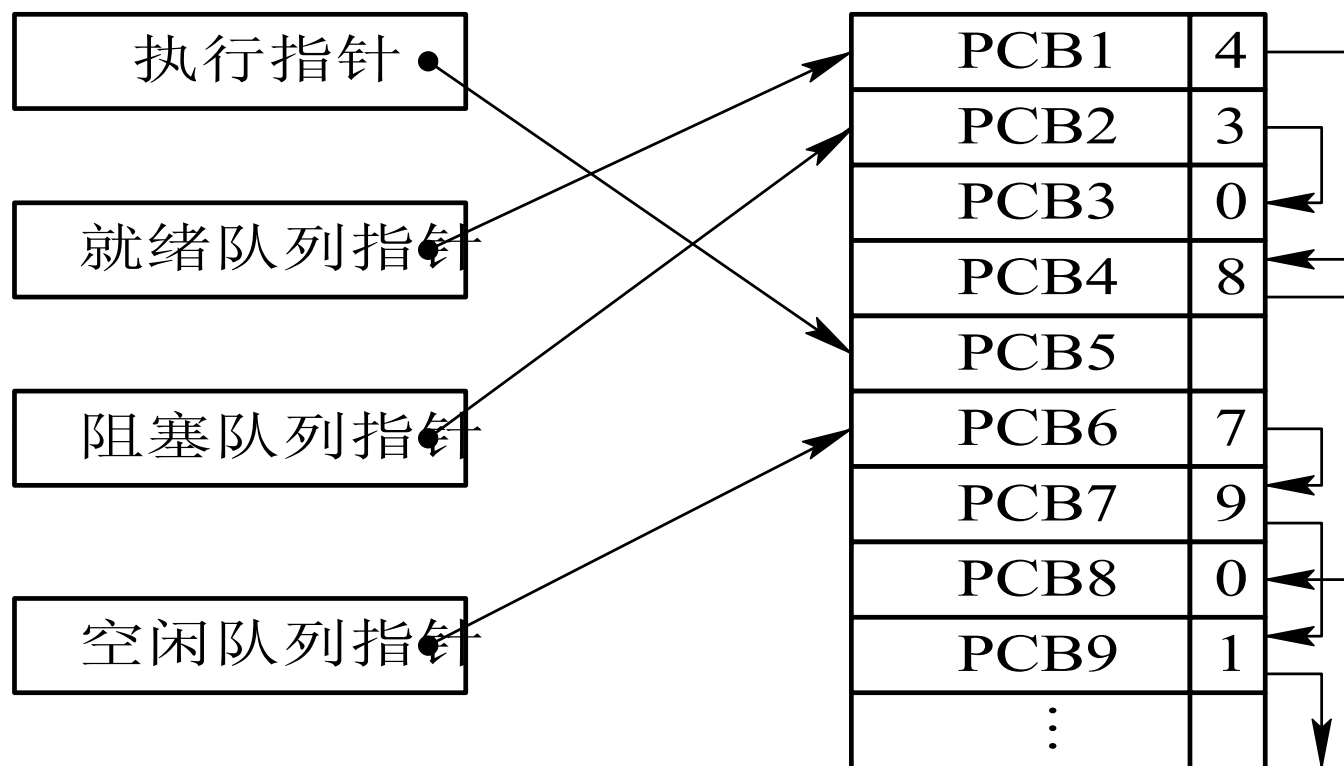 执行指针
就绪队列指针
阻塞队列指针
空闲队列指针
PCB1 4
PCB2 3
PCB3 0
PCB4 8
PCB5
PCB6 7
PCB7 9
PCB8 0
PCB9 1
⋮